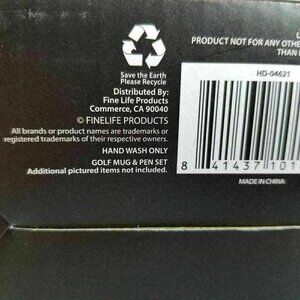 Save the Earth
Please Recycle
Distributed By:
Fine Life Products
Commerce, CA 90040
© FINELIFE PRODUCTS
All brands or product names are trademarks or
registered trademarks of their respective owners.
HAND WASH ONLY
GOLF MUG & PEN SET
Additional pictured items not included.
PRODUCT NOT FOR ANY OTHE
THAN
HD-04621
8 41437 101
MADE IN CHINA